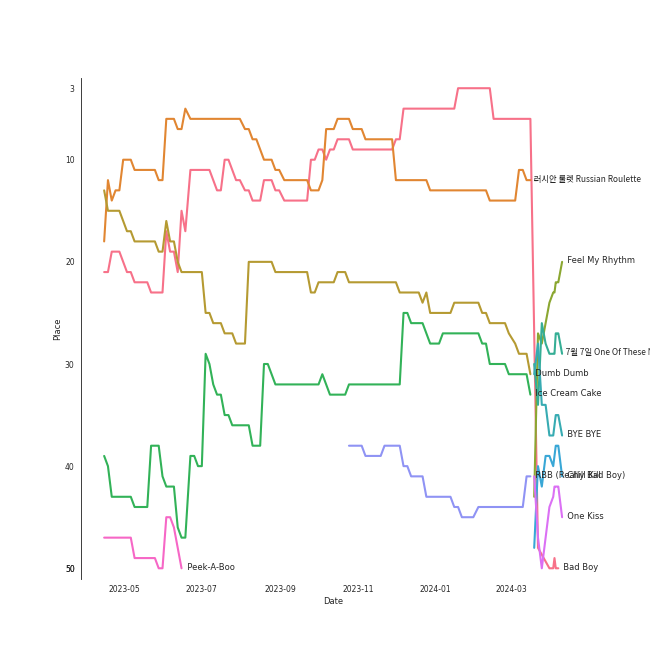 3
10
20
30
40
50
Place
2023-05
2023-07
2023-09
2023-11
2024-01
2024-03
Date
러시안 룰렛 Russian Roulette
Feel My Rhythm
7월 7일 One Of These N
Dumb Dumb
Ice Cream Cake
BYE BYE
RBB (Really Bad Boy)
Chill Kill
One Kiss
Peek-A-Boo
Bad Boy